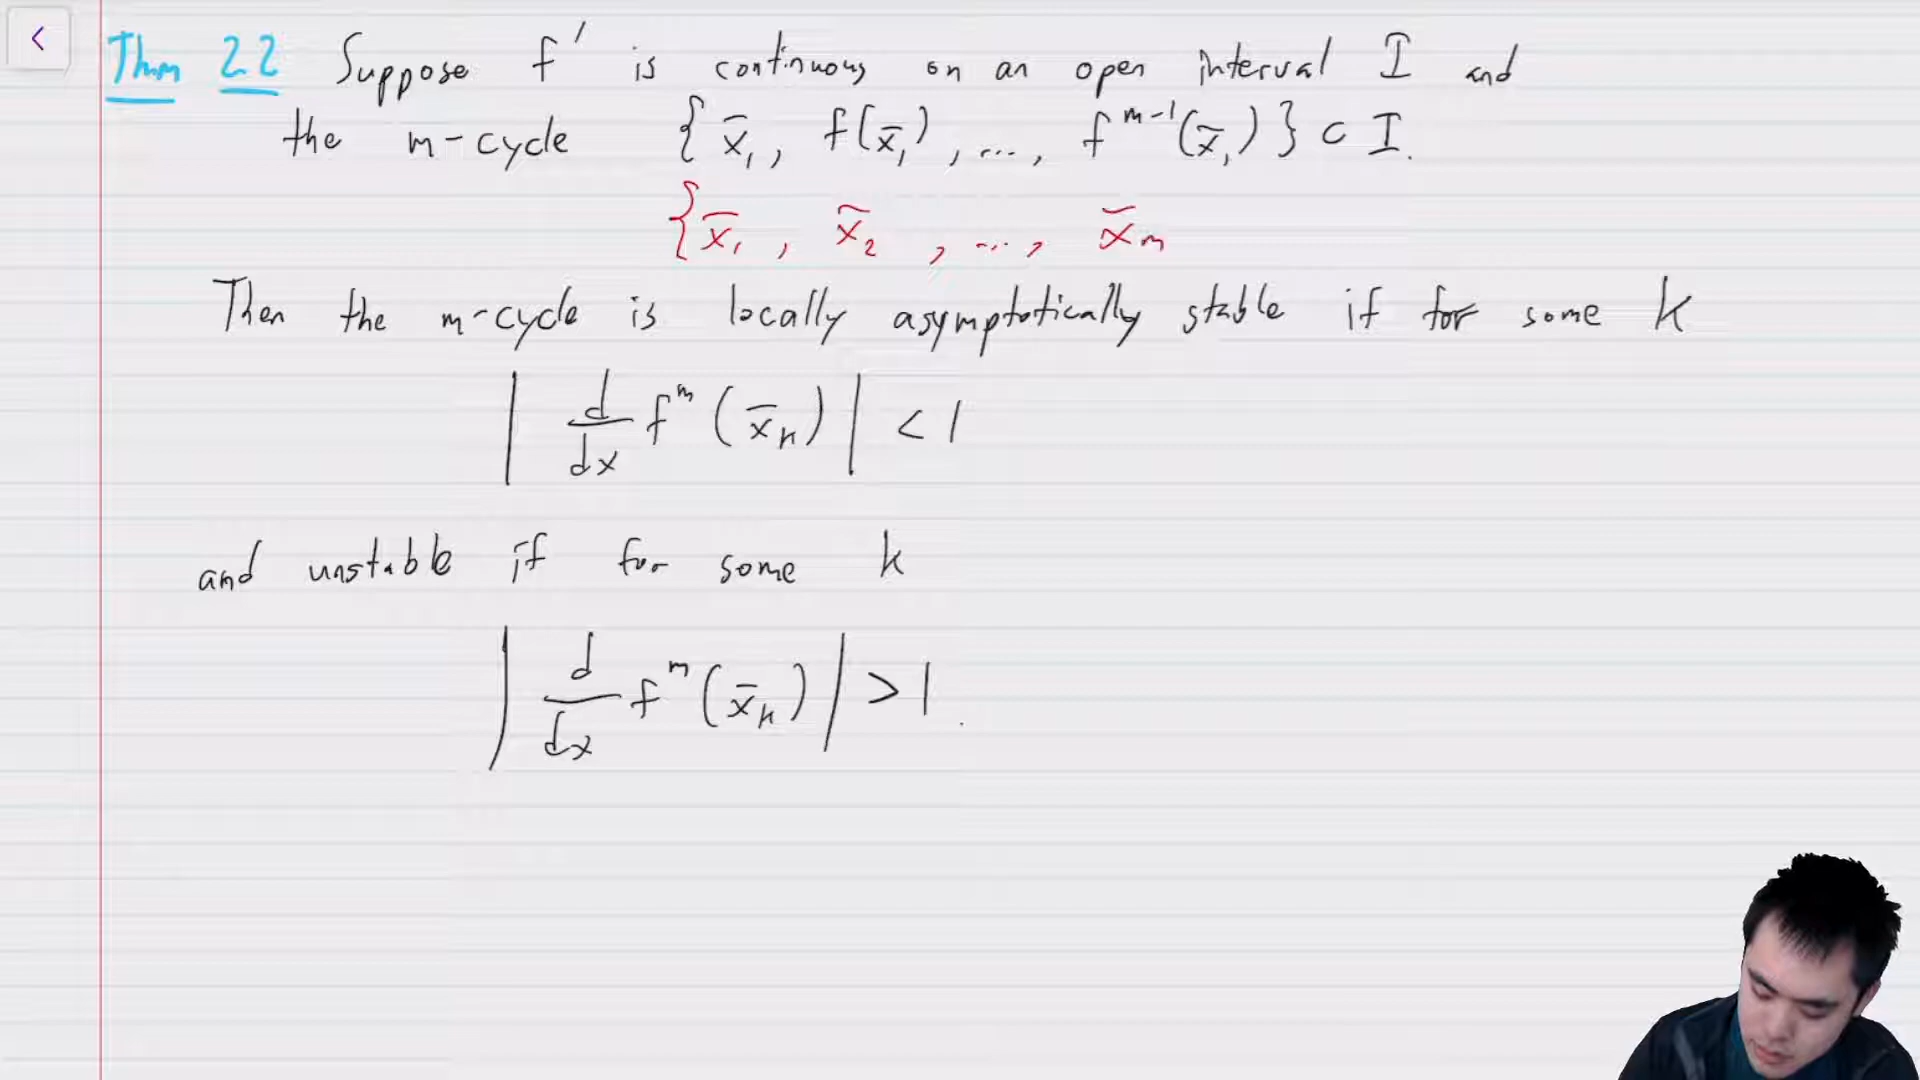 Thm 2.2 Suppose f' is continuous on an open interval I and
the m-cycle { x̄₁, f(x̄₁), ..., f^{m-1}(x̄₁) } ⊂ I.
{ x̄₁, x̄₂, ..., x̄ₘ
Then the m-cycle is locally asymptotically stable if for some k
| d/dx f^m (x̄ₖ) | < 1
and unstable if for some k
| d/dx f^m (x̄ₖ) | > 1.